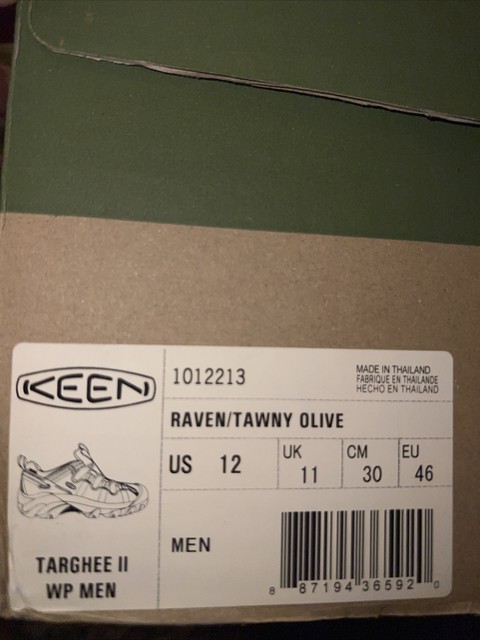 KEEN
1012213
MADE IN THAILAND
FABRIQUE EN THAILANDE
HECHO EN THAILAND
RAVEN/TAWNY OLIVE
US 12
UK 11
CM 30
EU 46
TARGHEE II
WP MEN
MEN
8 87194 36592 0